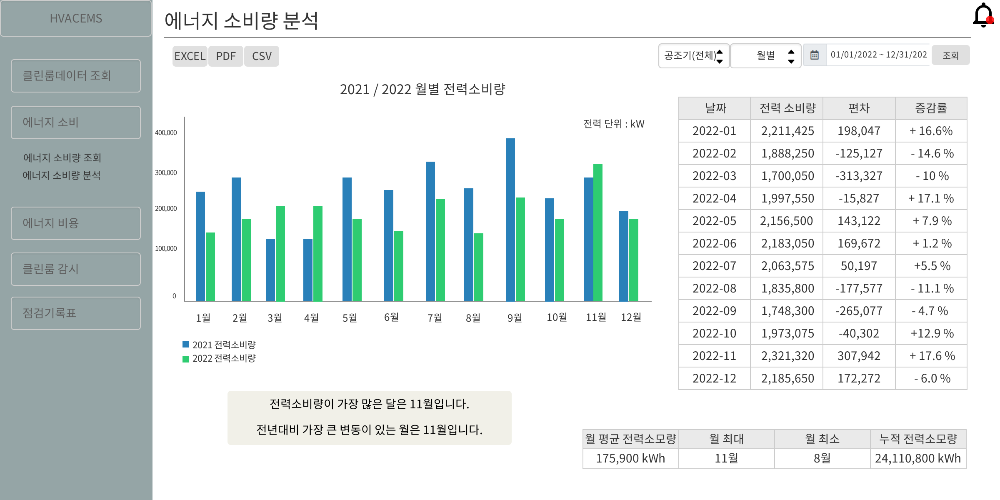 HVACEMS
클린룸데이터 조회
에너지 소비
에너지 소비량 조회
에너지 소비량 분석
에너지 비용
클린룸 감시
점검기록표
에너지 소비량 분석
EXCEL PDF CSV
공조기(전체) 월별 01/01/2022 ~ 12/31/202 조회
2021 / 2022 월별 전력소비량
전력 단위 : kW
400,000
300,000
200,000
100,000
0
1월 2월 3월 4월 5월 6월 7월 8월 9월 10월 11월 12월
2021 전력소비량
2022 전력소비량
날짜 전력 소비량 편차 증감률
2022-01 2,211,425 198,047 + 16.6%
2022-02 1,888,250 -125,127 - 14.6 %
2022-03 1,700,050 -313,327 - 10 %
2022-04 1,997,550 -15,827 + 17.1 %
2022-05 2,156,500 143,122 + 7.9 %
2022-06 2,183,050 169,672 + 1.2 %
2022-07 2,063,575 50,197 +5.5 %
2022-08 1,835,800 -177,577 - 11.1 %
2022-09 1,748,300 -265,077 - 4.7 %
2022-10 1,973,075 -40,302 +12.9 %
2022-11 2,321,320 307,942 + 17.6 %
2022-12 2,185,650 172,272 - 6.0 %
전력소비량이 가장 많은 달은 11월입니다.
전년대비 가장 큰 변동이 있는 월은 11월입니다.
월 평균 전력소모량 월 최대 월 최소 누적 전력소모량
175,900 kWh 11월 8월 24,110,800 kWh